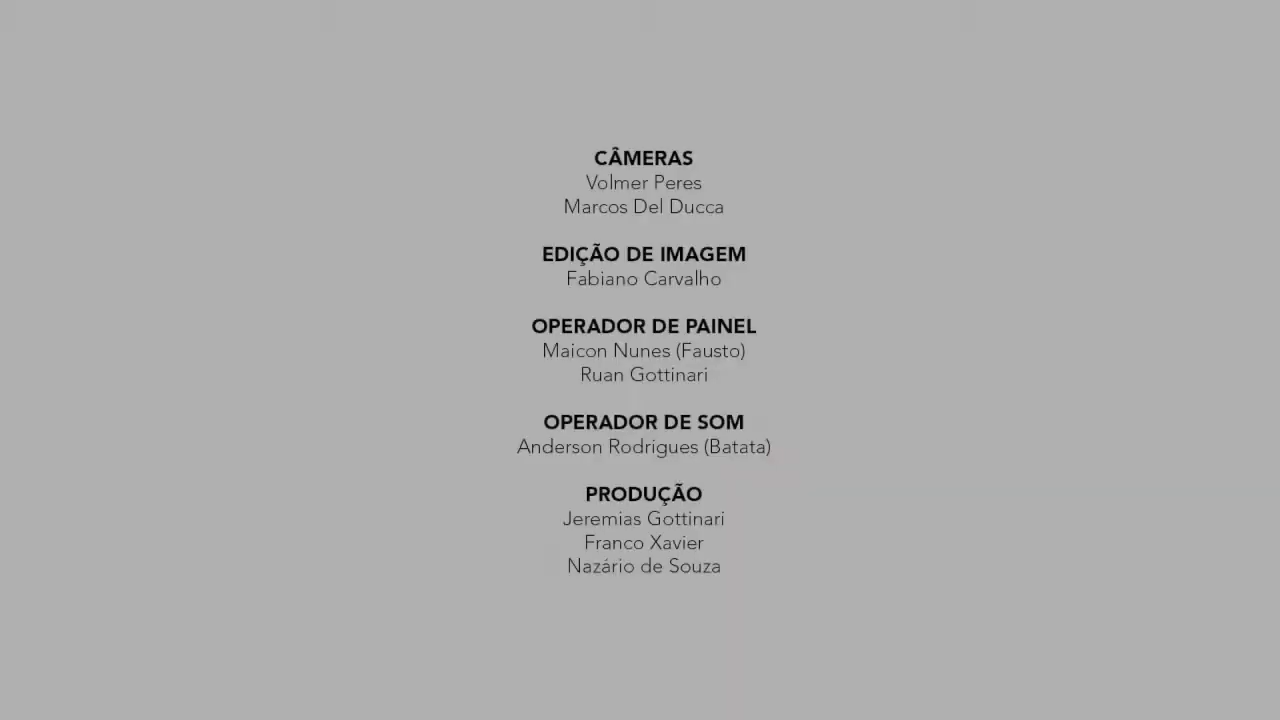 CÂMERAS
Volmer Peres
Marcos Del Ducca
EDIÇÃO DE IMAGEM
Fabiano Carvalho
OPERADOR DE PAINEL
Maicon Nunes (Fausto)
Ruan Gottinari
OPERADOR DE SOM
Anderson Rodrigues (Batata)
PRODUÇÃO
Jeremias Gottinari
Franco Xavier
Nazário de Souza